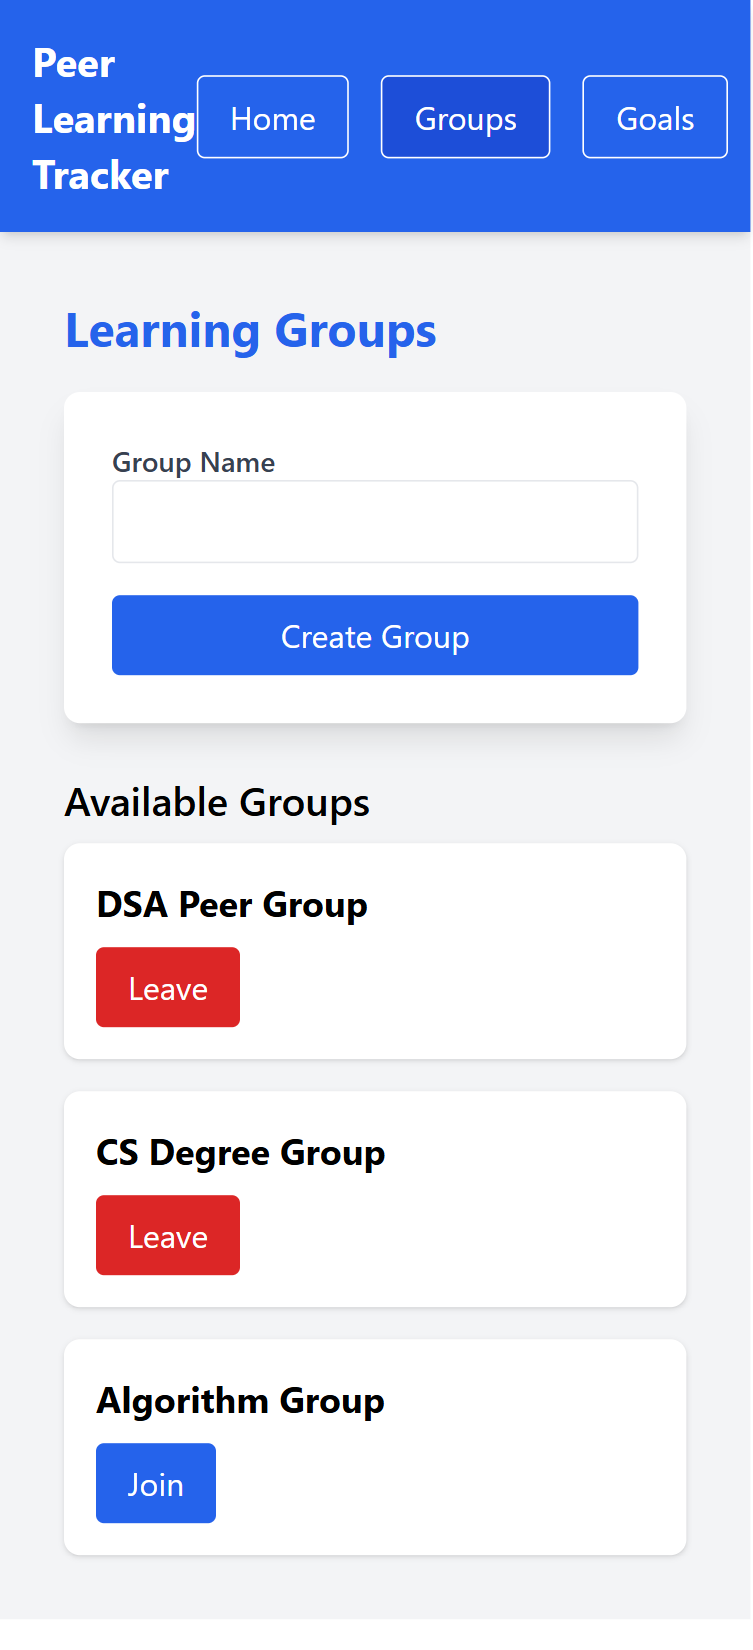 Peer
Learning
Tracker
Home
Groups
Goals
Learning Groups
Group Name
Create Group
Available Groups
DSA Peer Group
Leave
CS Degree Group
Leave
Algorithm Group
Join